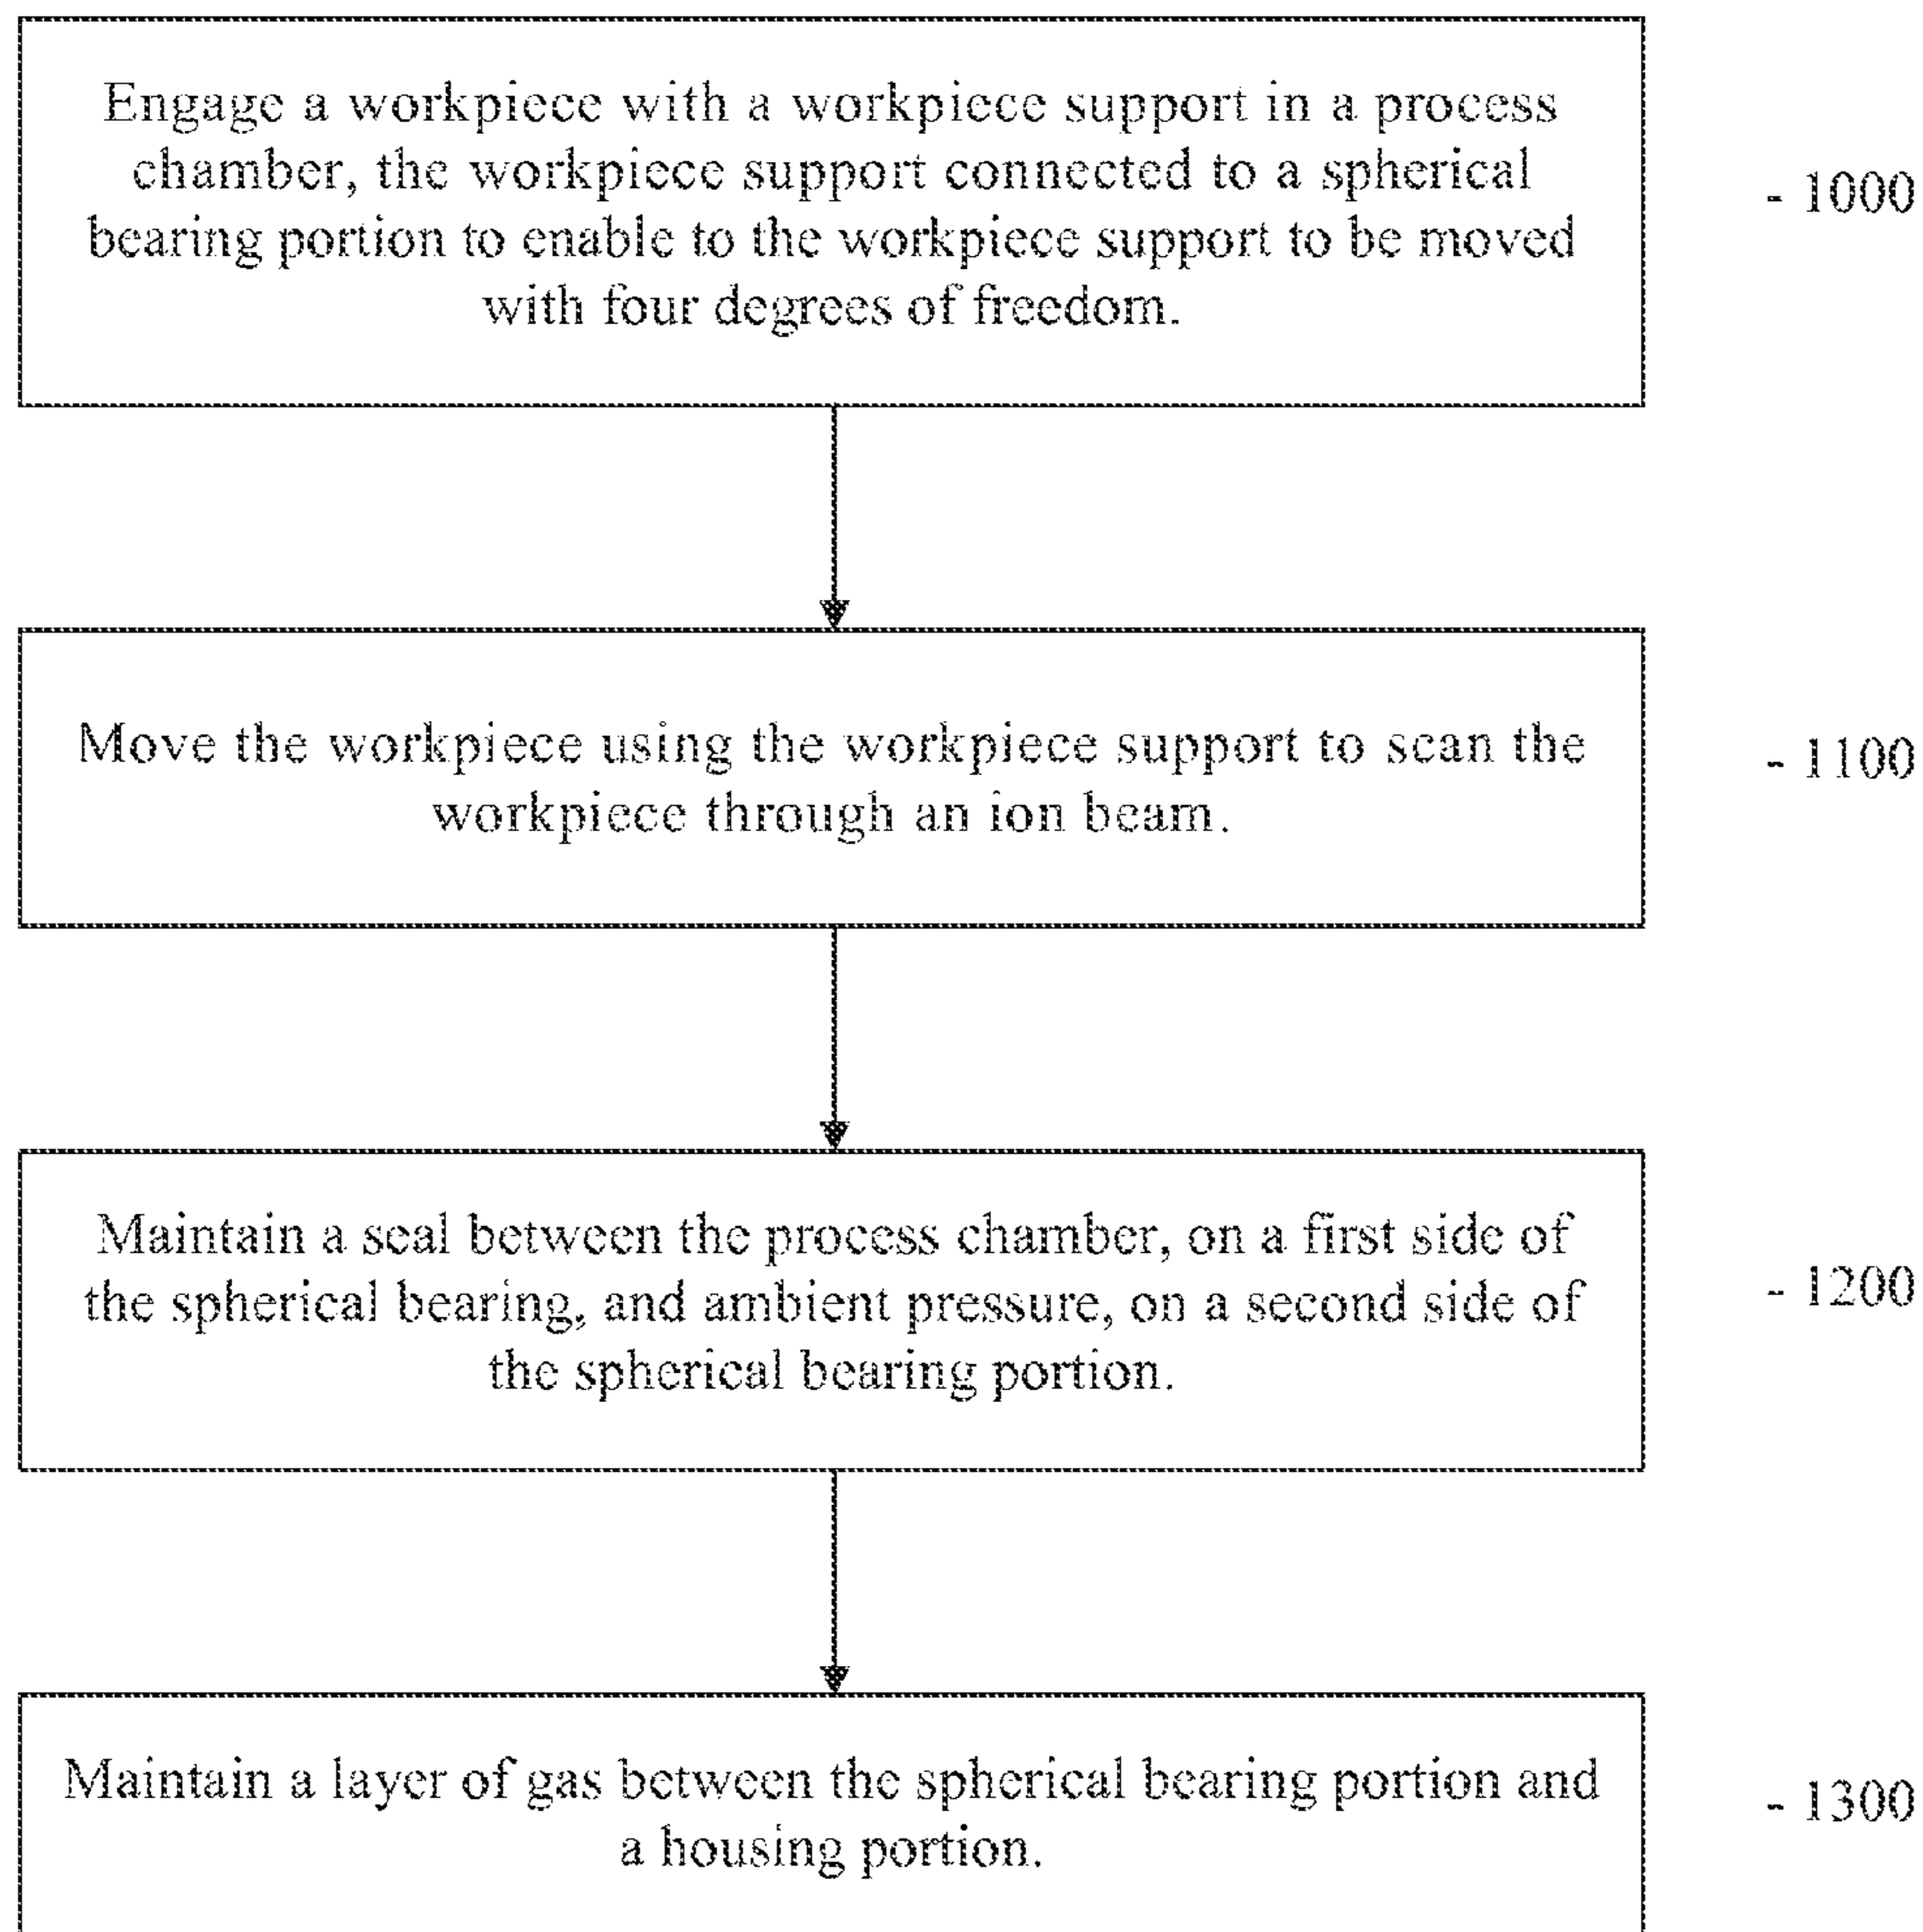 Engage a workpiece with a workpiece support in a process
chamber, the workpiece support connected to a spherical
bearing portion to enable to the workpiece support to be moved
with four degrees of freedom.
- 1000
Move the workpiece using the workpiece support to scan the
workpiece through an ion beam.
- 1100
Maintain a seal between the process chamber, on a first side of
the spherical bearing, and ambient pressure, on a second side of
the spherical bearing portion.
- 1200
Maintain a layer of gas between the spherical bearing portion and
a housing portion.
- 1300